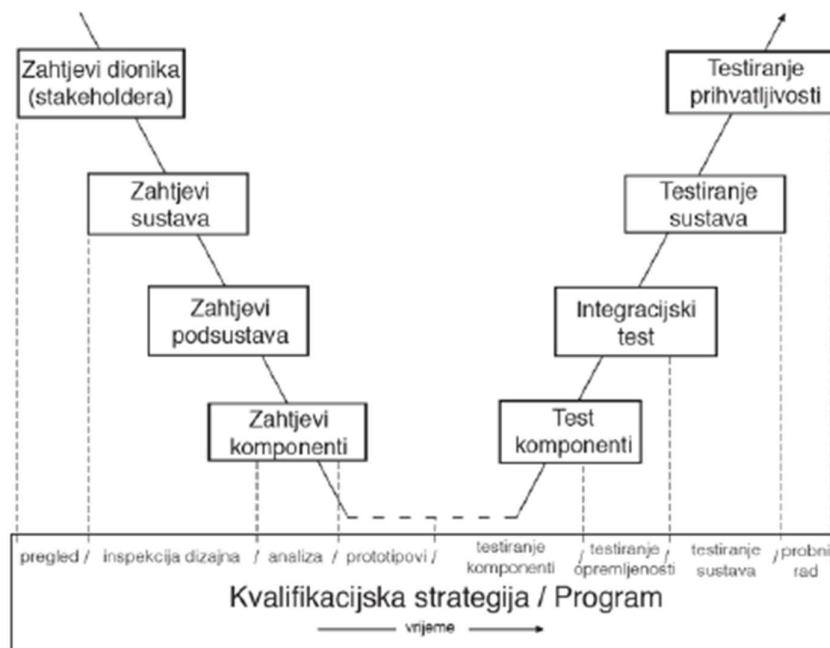 Zahtjevi dionika
(stakeholdera)
Testiranje
prihvatljivosti
Zahtjevi
sustava
Testiranje
sustava
Zahtjevi
podsustava
Integracijski
test
Zahtjevi
komponenti
Test
komponenti
pregled / inspekcija dizajna / analiza / prototipovi / testiranje komponenti / testiranje opremljenosti / testiranje sustava / probni rad
Kvalifikacijska strategija / Program
vrijeme